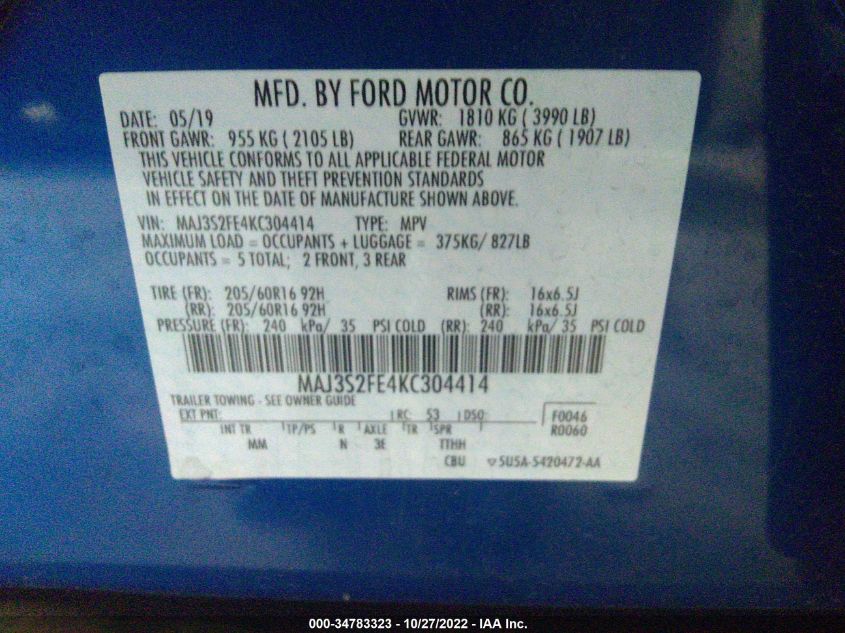 MFD. BY FORD MOTOR CO.
DATE: 05/19 GVWR: 1810 KG ( 3990 LB)
FRONT GAWR: 955 KG ( 2105 LB) REAR GAWR: 865 KG ( 1907 LB)
THIS VEHICLE CONFORMS TO ALL APPLICABLE FEDERAL MOTOR
VEHICLE SAFETY AND THEFT PREVENTION STANDARDS
IN EFFECT ON THE DATE OF MANUFACTURE SHOWN ABOVE.
VIN: MAJ3S2FE4KC304414 TYPE: MPV
MAXIMUM LOAD = OCCUPANTS + LUGGAGE = 375KG/ 827LB
OCCUPANTS = 5 TOTAL; 2 FRONT, 3 REAR
TIRE (FR): 205/60R16 92H RIMS (FR): 16x6.5J
(RR): 205/60R16 92H (RR): 16x6.5J
PRESSURE (FR): 240 kPa/ 35 PSI COLD (RR): 240 kPa/ 35 PSI COLD
MAJ3S2FE4KC304414
TRAILER TOWING - SEE OWNER GUIDE
EXT PNT: RC: 53 DSO: F0046
INT TR TP/PS R AXLE TR SPR R0060
MM N 3E TTHH
CBU 5U5A-5420472-AA
000-34783323 - 10/27/2022 - IAA Inc.